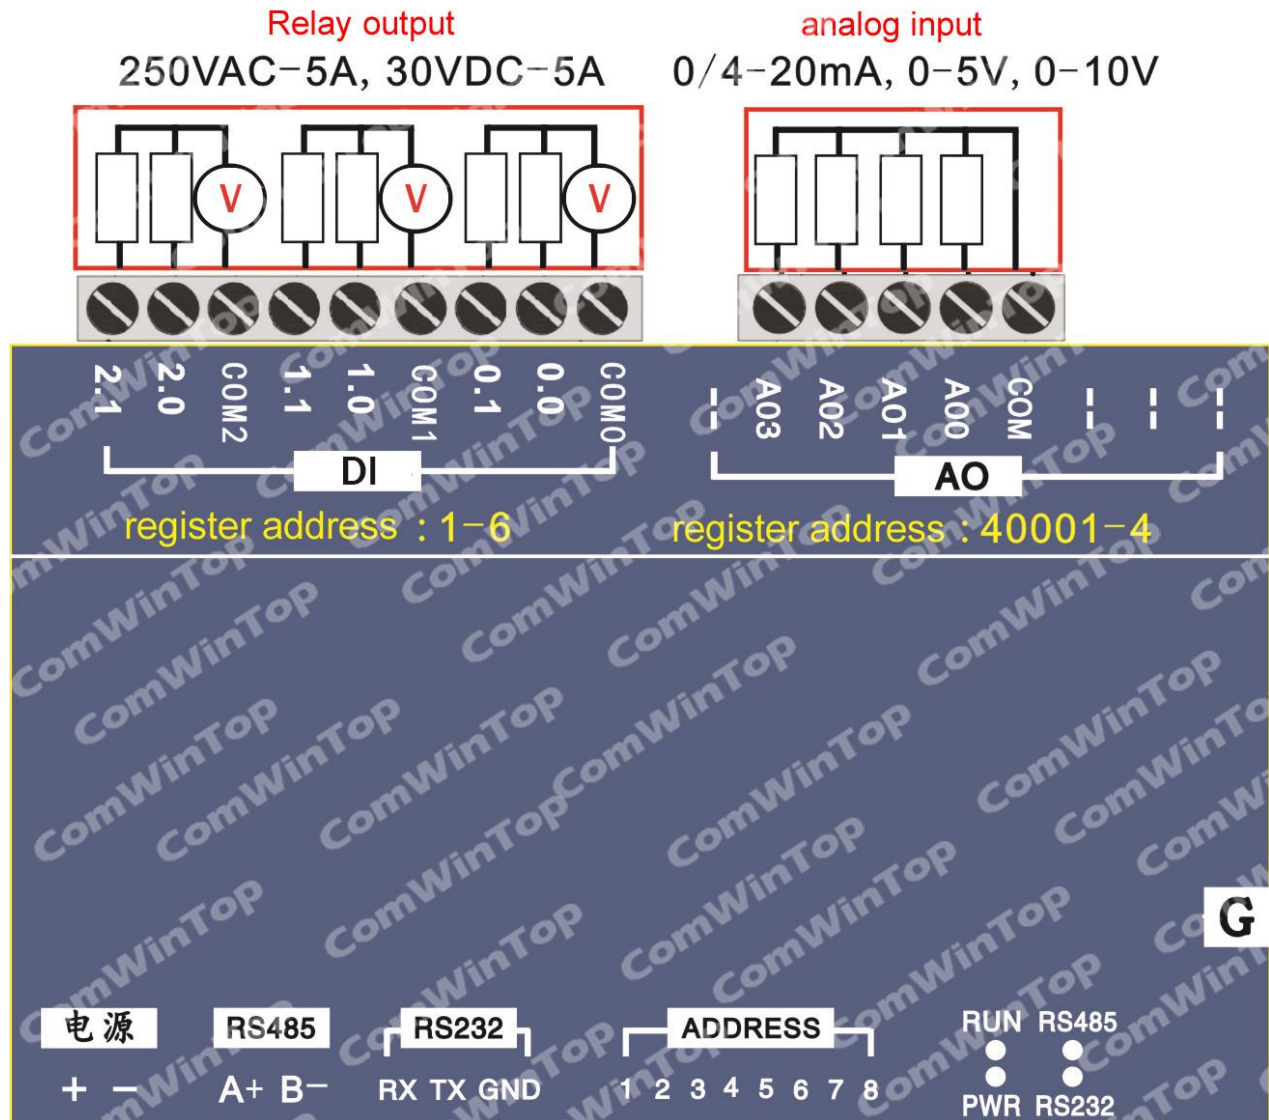 Relay output
analog input
250VAC-5A, 30VDC-5A
0/4-20mA, 0-5V, 0-10V
V V V
2.1 2.0 COM2 1.1 1.0 COM1 0.1 0.0 COM0
-- A03 A02 A01 A00 COM -- -- --
DI
AO
register address : 1-6
register address : 40001-4
G
电源
RS485
RS232
ADDRESS
RUN RS485
+ -
A+ B-
RX TX GND
1 2 3 4 5 6 7 8
PWR RS232
ComWinTop